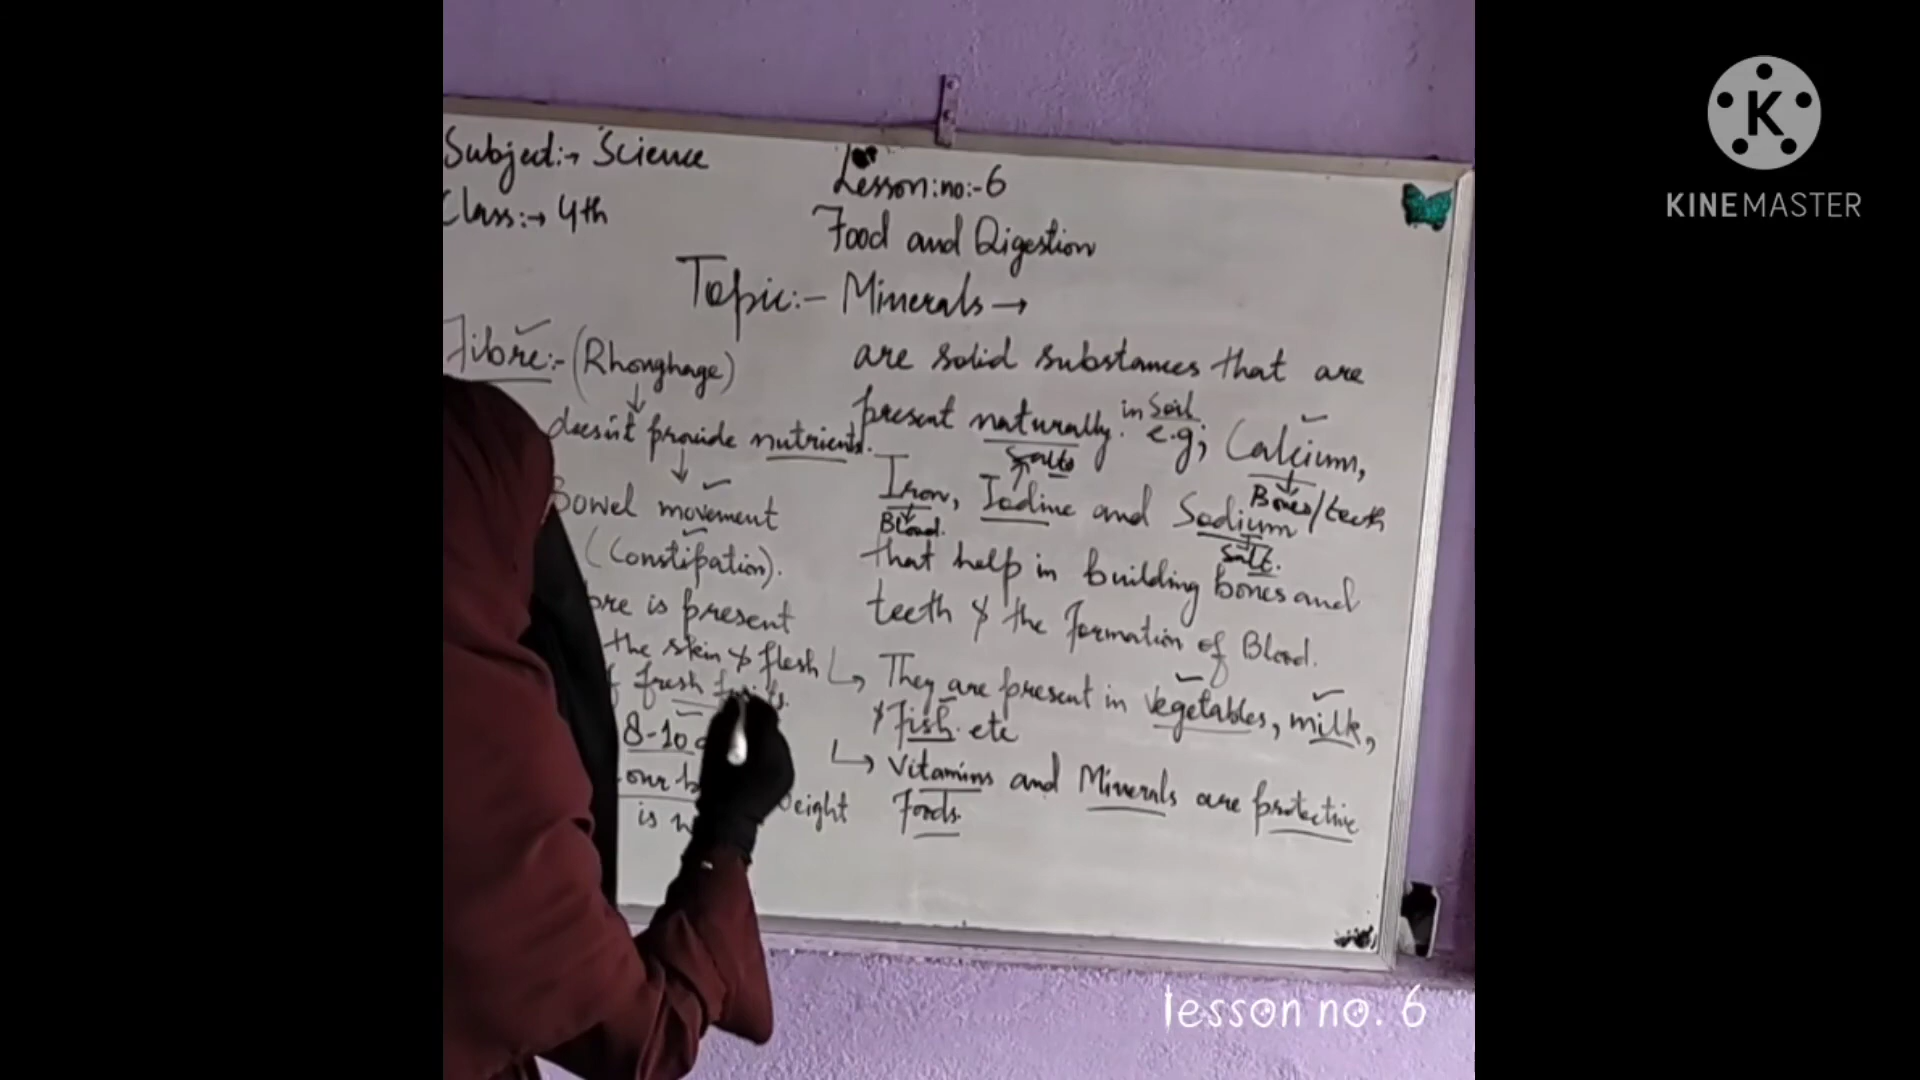 Subject:→ Science
Class:→ 4th
Lesson:no:-6
Food and Digestion
Topic:- Minerals →
Fibre:- (Rhonghage)
doesn't provide nutrients.
Bowel movement
(Constipation).
is present
the skin & flesh
fresh
8-10
our
is
eight
are solid substances that are
present naturally. in Soil e.g; Calcium,
Salts
Bones/teeth
Iron, Iodine and Sodium
Blood.
Salt.
that help in building bones and
teeth & the Formation of Blood.
They are present in vegetables, milk,
& Fish. etc
Vitamins and Minerals are protective
Foods.
K
KINEMASTER
lesson no. 6